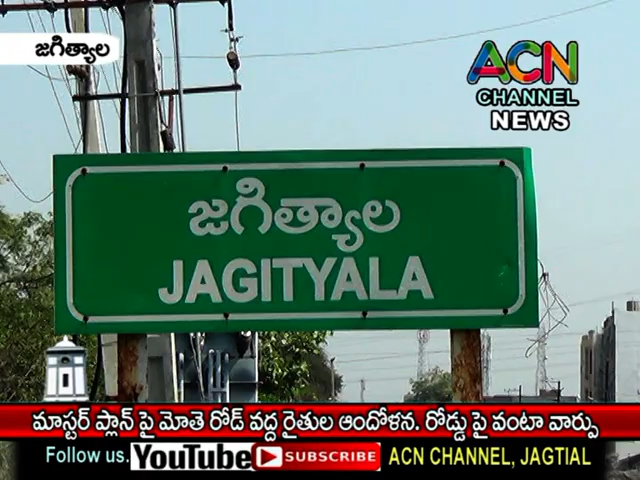 జగిత్యాల
ACN
CHANNEL
NEWS
జగిత్యాల
JAGITYALA
మాస్టర్ ప్లాన్ పై మోతె రోడ్ వద్ద రైతుల ఆందోళన. రోడ్డు పై వంటా వార్పు
Follow us. YouTube SUBSCRIBE ACN CHANNEL, JAGTIAL